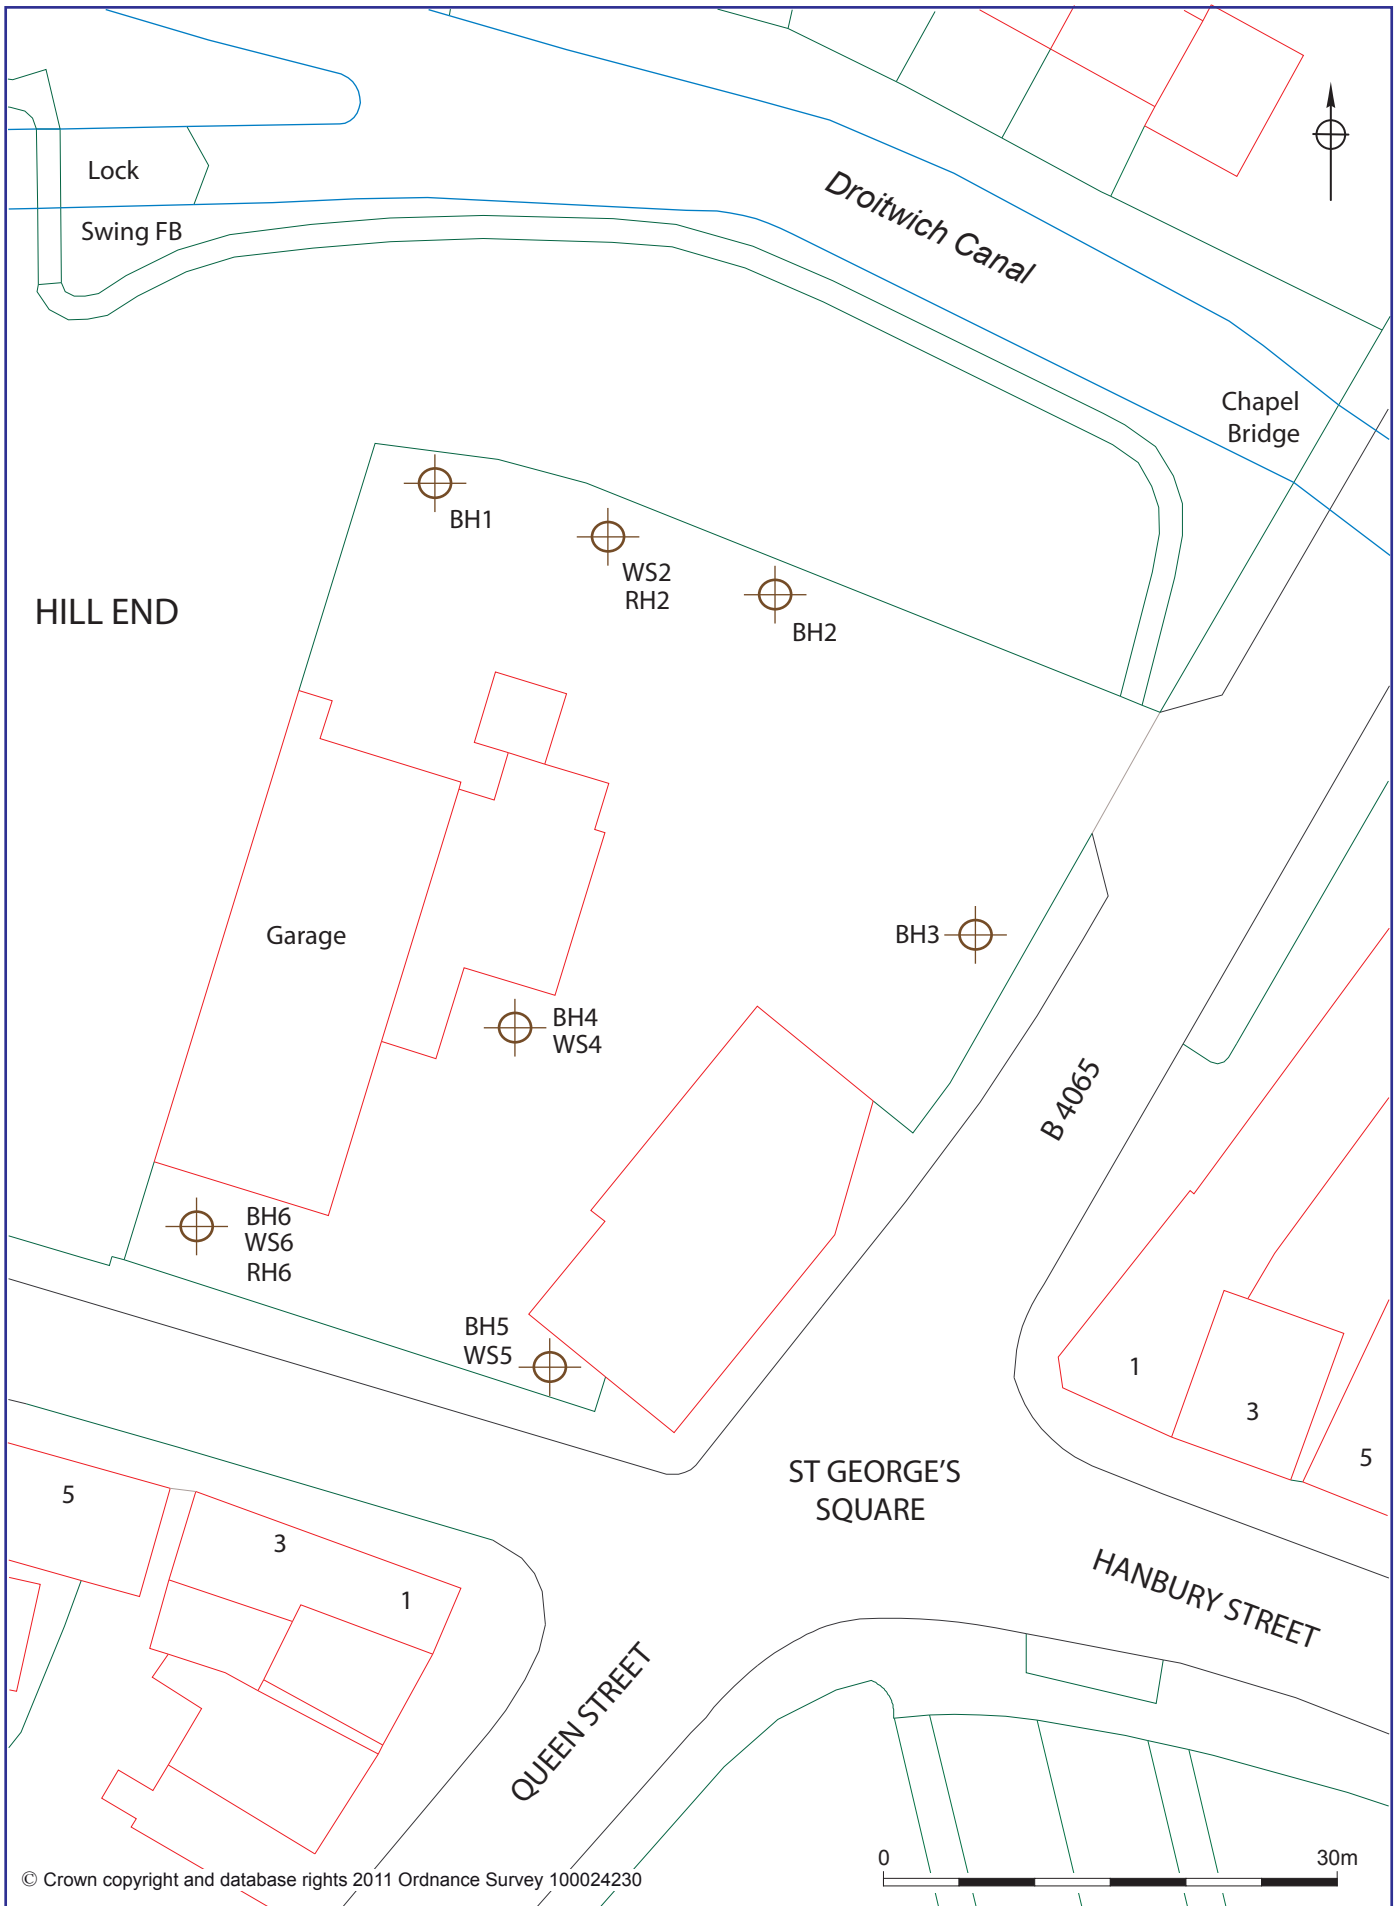 Lock
Swing FB
Droitwich Canal
Chapel
Bridge
BH1
WS2
RH2
BH2
HILL END
Garage
BH3
BH4
WS4
B 4065
BH6
WS6
RH6
BH5
WS5
1
3
5
ST GEORGE'S
SQUARE
5
3
1
HANBURY STREET
QUEEN STREET
0 30m
© Crown copyright and database rights 2011 Ordnance Survey 100024230